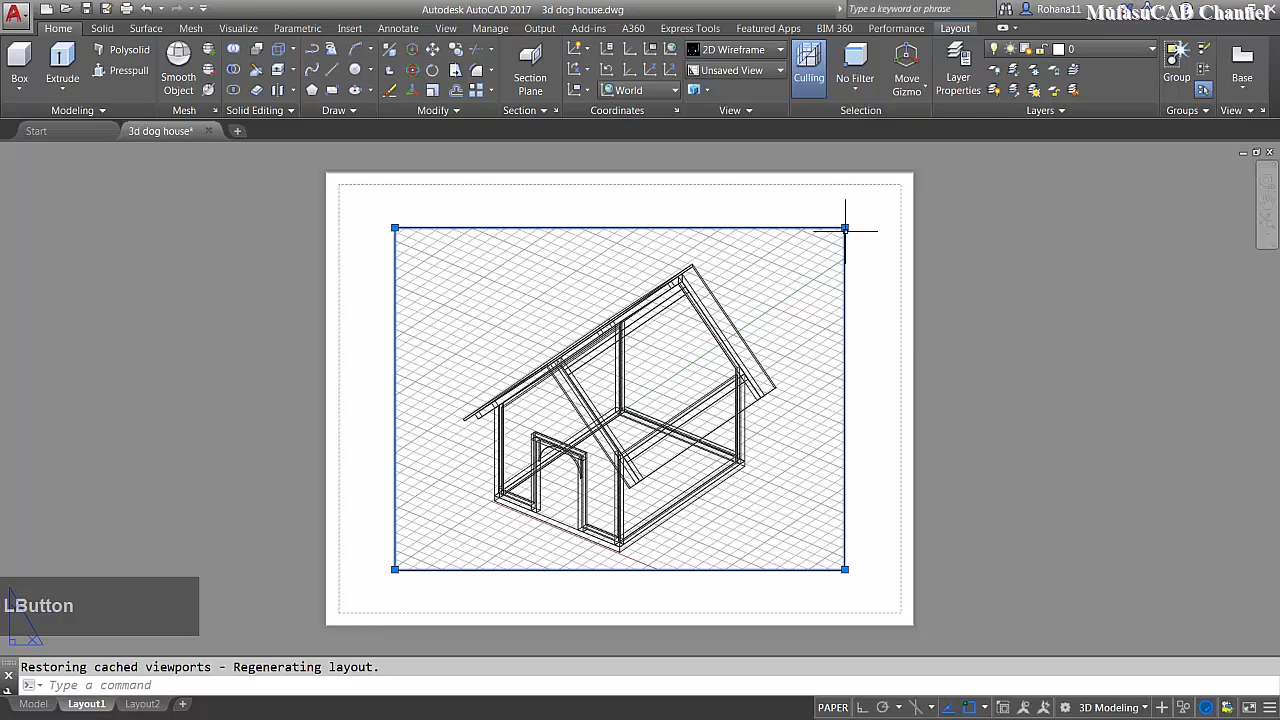 Autodesk AutoCAD 2017 3d dog house.dwg
Type a keyword or phrase
Rohana11
MufasuCAD Channel
Home Solid Surface Mesh Visualize Parametric Insert Annotate View Manage Output Add-ins A360 Express Tools Featured Apps BIM 360 Performance Layout
Box
Extrude
Polysolid
Presspull
Smooth
Object
Section
Plane
World
2D Wireframe
Unsaved View
Culling
No Filter
Move
Gizmo
Layer
Properties
0
Group
Base
Modeling Mesh Solid Editing Draw Modify Section Coordinates View Selection Layers Groups View
Start 3d dog house*
LButton
Restoring cached viewports - Regenerating layout.
Type a command
Model Layout1 Layout2
PAPER
3D Modeling